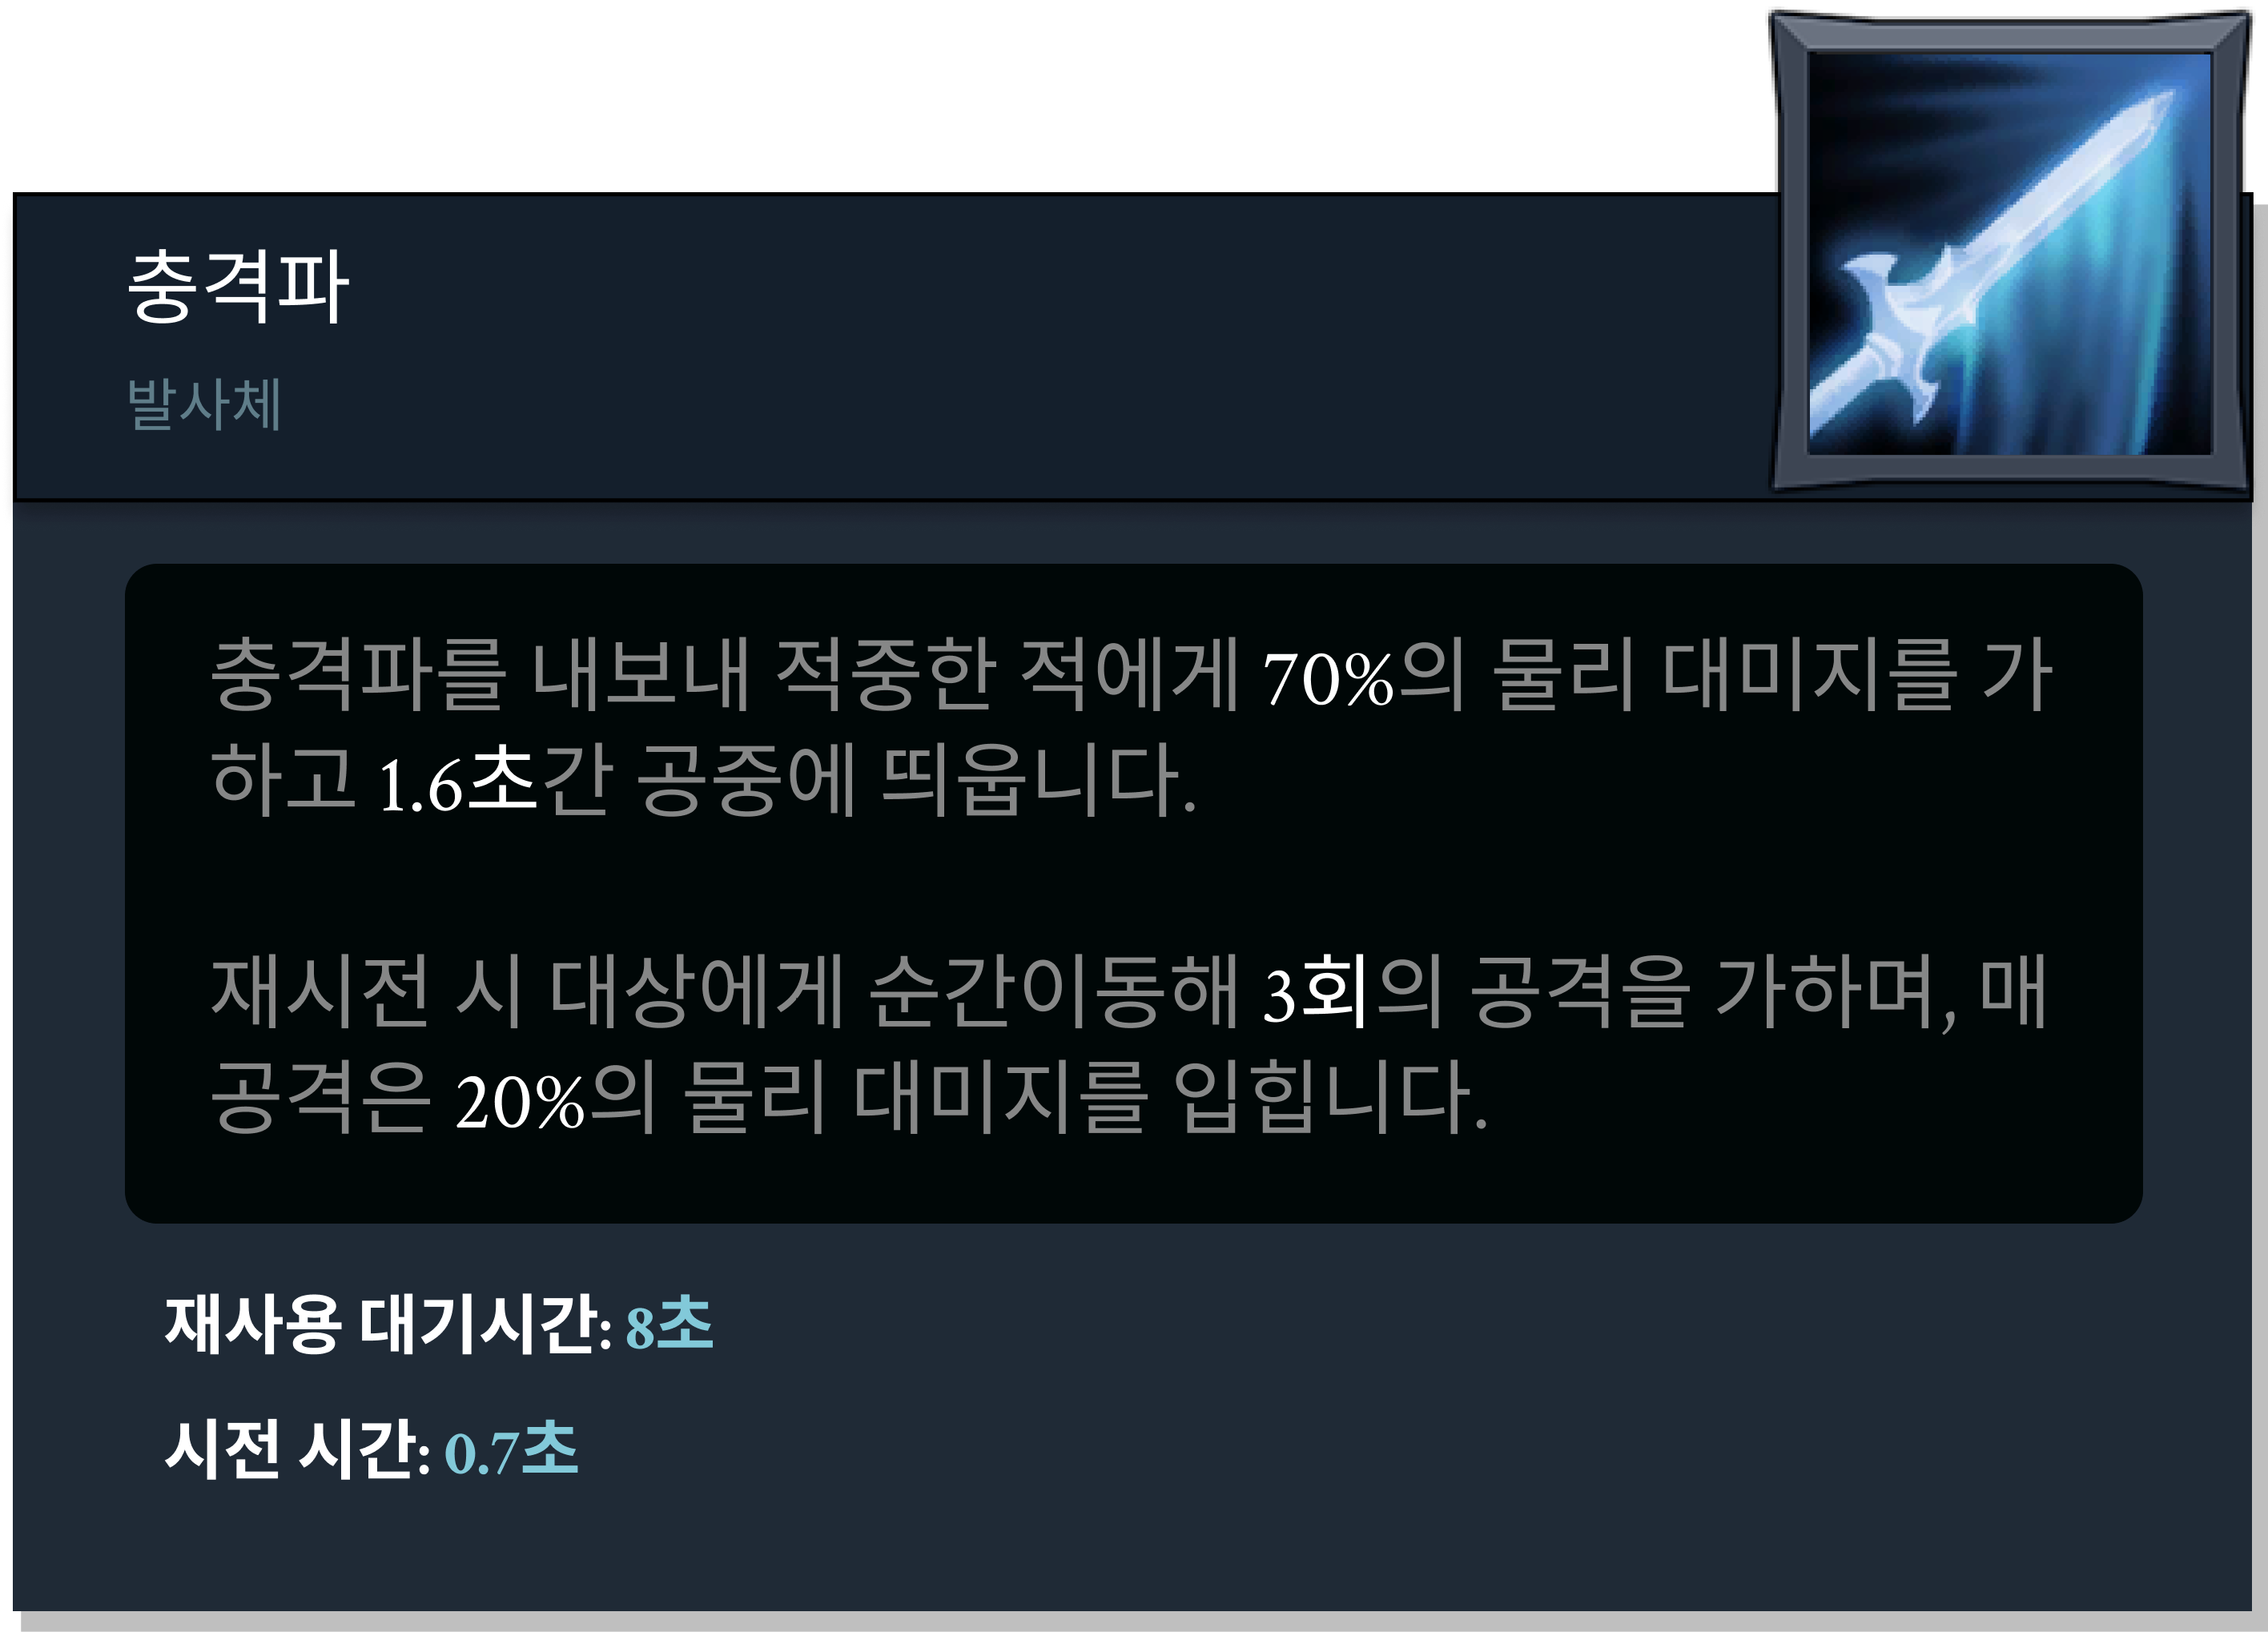 충격파
발사체
충격파를 내보내 적중한 적에게 70%의 물리 대미지를 가
하고 1.6초간 공중에 띄웁니다.
재시전 시 대상에게 순간이동해 3회의 공격을 가하며, 매
공격은 20%의 물리 대미지를 입힙니다.
재사용 대기시간: 8초
시전 시간: 0.7초